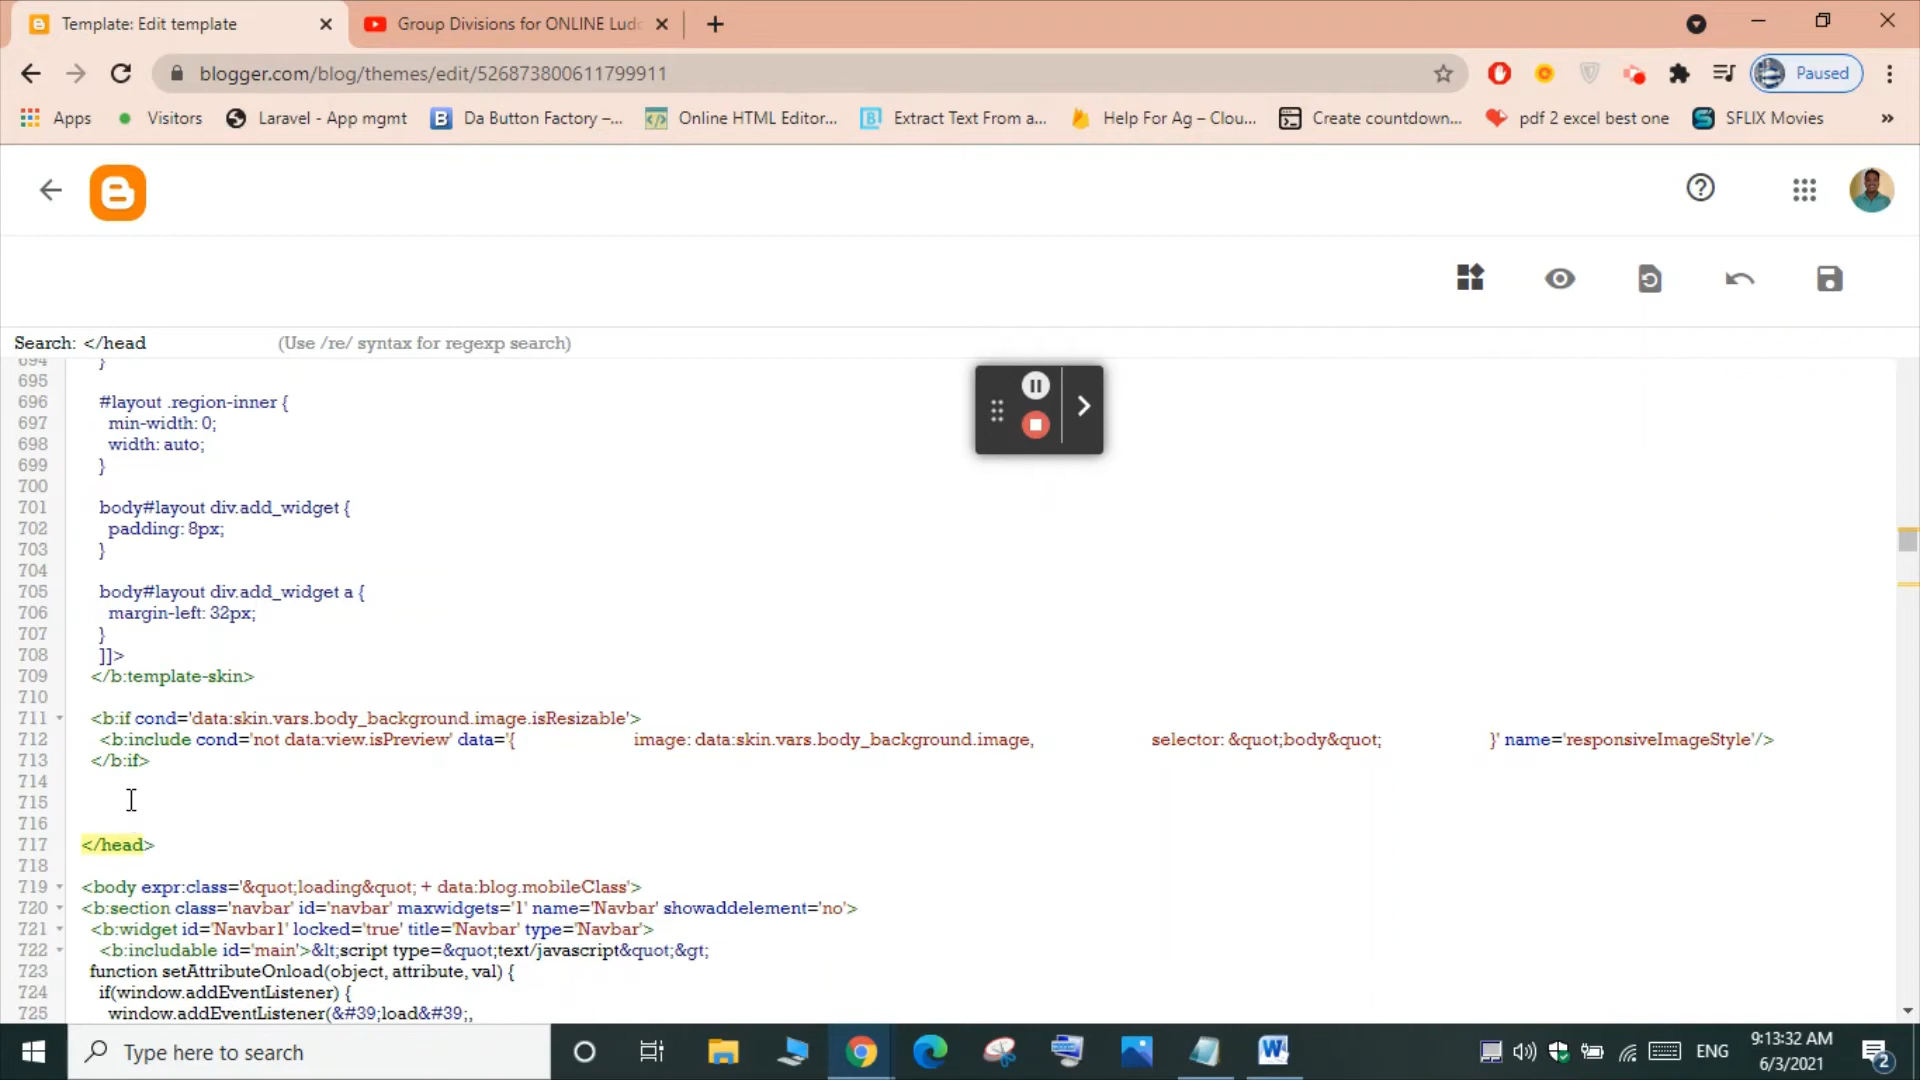 Template: Edit template
Group Divisions for ONLINE Lud
blogger.com/blog/themes/edit/526873800611799911
Paused
Apps
Visitors
Laravel - App mgmt
Da Button Factory –...
Online HTML Editor...
Extract Text From a...
Help For Ag – Clou...
Create countdown...
pdf 2 excel best one
SFLIX Movies
»
Search: </head (Use /re/ syntax for regexp search)
694 }
695
696 #layout .region-inner {
697 min-width: 0;
698 width: auto;
699 }
700
701 body#layout div.add_widget {
702 padding: 8px;
703 }
704
705 body#layout div.add_widget a {
706 margin-left: 32px;
707 }
708 ]]>
709 </b:template-skin>
710
711 <b:if cond='data:skin.vars.body_background.image.isResizable'>
712 <b:include cond='not data:view.isPreview' data='{ image: data:skin.vars.body_background.image, selector: &quot;body&quot; }' name='responsiveImageStyle'/>
713 </b:if>
714
715
716
717 </head>
718
719 <body expr:class='&quot;loading&quot; + data:blog.mobileClass'>
720 <b:section class='navbar' id='navbar' maxwidgets='1' name='Navbar' showaddelement='no'>
721 <b:widget id='Navbar1' locked='true' title='Navbar' type='Navbar'>
722 <b:includable id='main'>&lt;script type=&quot;text/javascript&quot;&gt;
723 function setAttributeOnload(object, attribute, val) {
724 if(window.addEventListener) {
725 window.addEventListener(&#39;load&#39;,
Type here to search
ENG
9:13:32 AM
6/3/2021
2